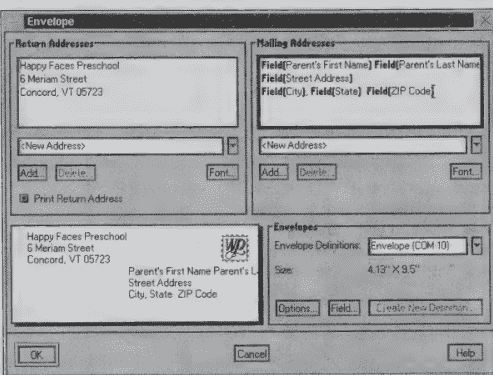 Envelope
Return Addresses
Happy Faces Preschool
6 Meriam Street
Concord, VT 05723
<New Address>
Add...
Delete...
Font...
Print Return Address
Mailing Addresses
Field(Parent's First Name) Field(Parent's Last Name
Field(Street Address)
Field(City), Field(State) Field(ZIP Code)
<New Address>
Add...
Delete...
Font...
Happy Faces Preschool
6 Meriam Street
Concord, VT 05723
WP
Parent's First Name Parent's L
Street Address
City, State ZIP Code
Envelopes
Envelope Definitions: Envelope (COM 10)
Size: 4.13" X 9.5"
Options...
Field...
Create New Definition...
OK
Cancel
Help